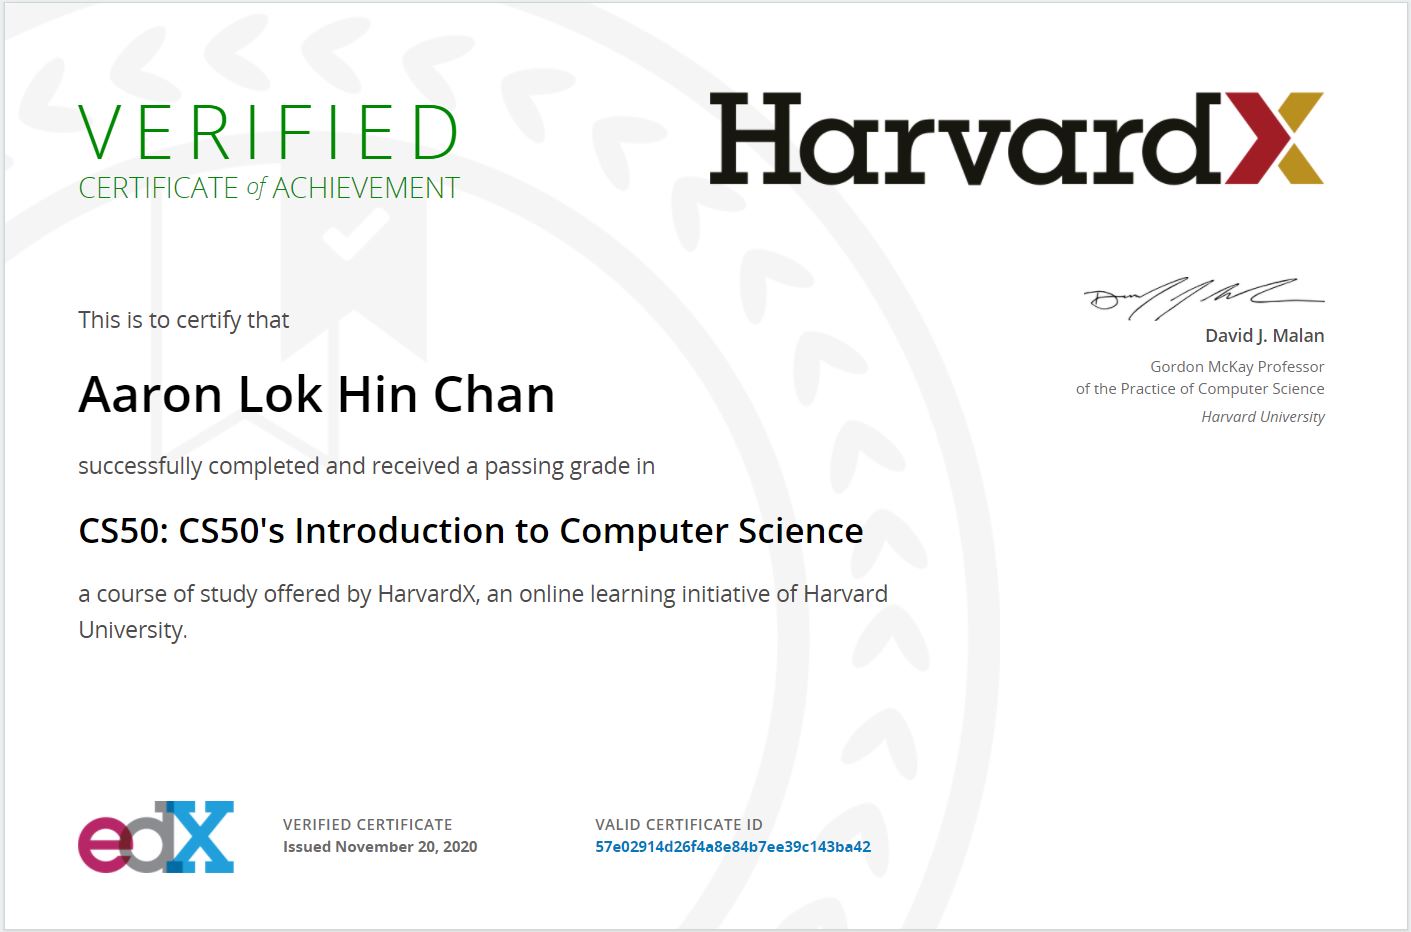 VERIFIED
CERTIFICATE of ACHIEVEMENT
HarvardX
This is to certify that
Aaron Lok Hin Chan
successfully completed and received a passing grade in
CS50: CS50's Introduction to Computer Science
a course of study offered by HarvardX, an online learning initiative of Harvard
University.
David J. Malan
Gordon McKay Professor
of the Practice of Computer Science
Harvard University
edX
VERIFIED CERTIFICATE
Issued November 20, 2020
VALID CERTIFICATE ID
57e02914d26f4a8e84b7ee39c143ba42